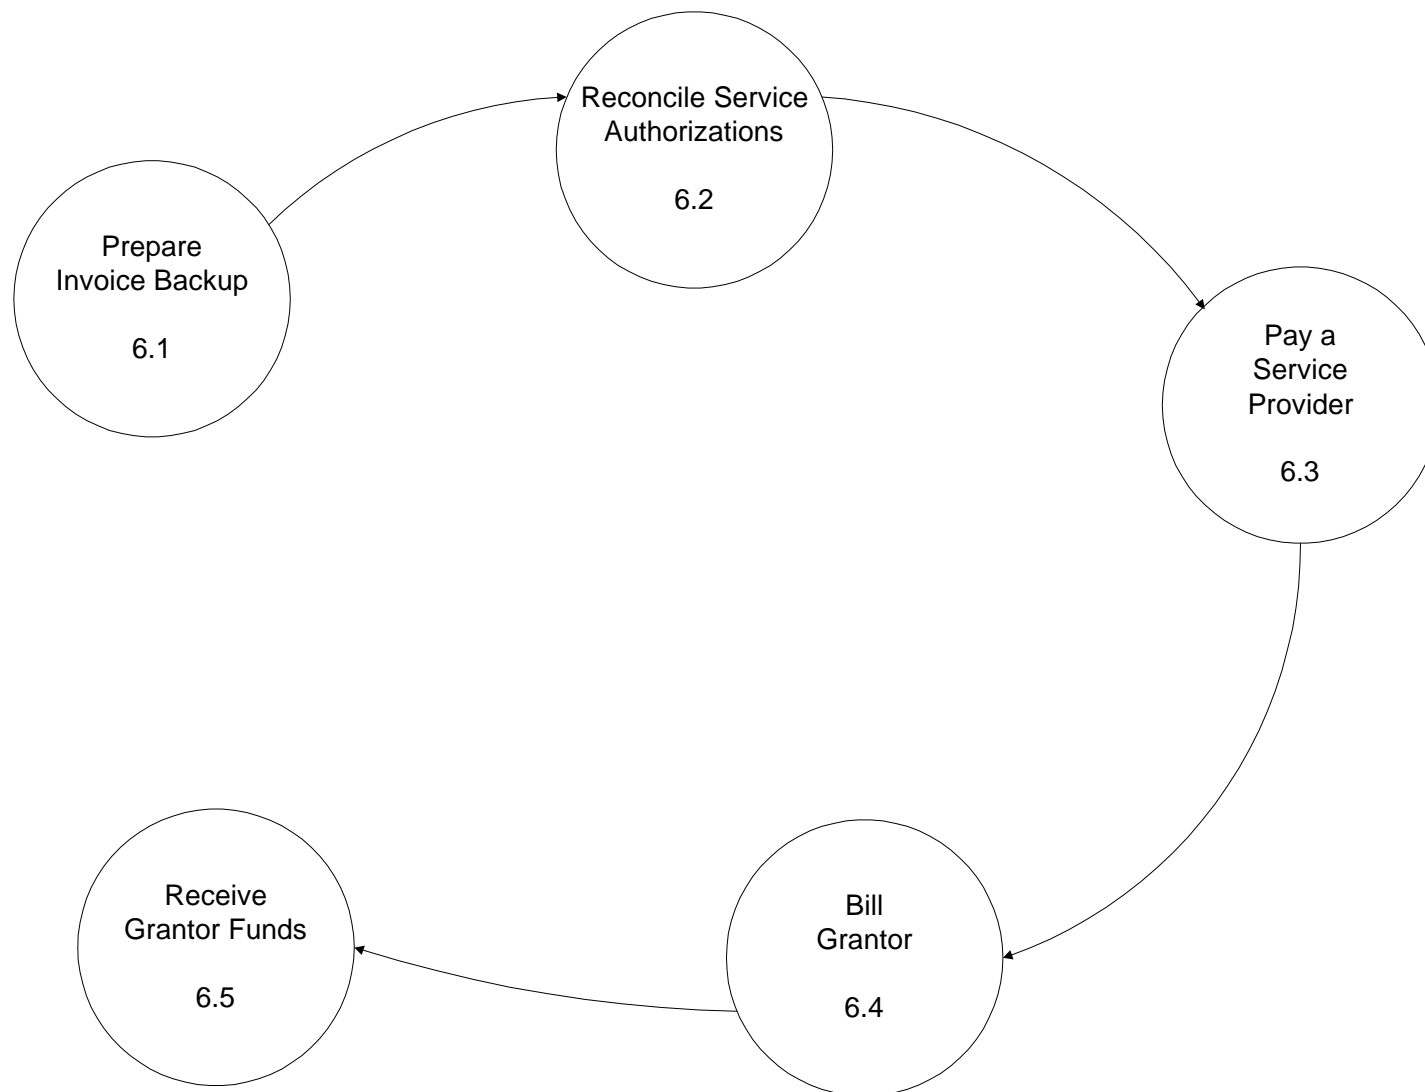 Prepare
Invoice Backup
6.1
Reconcile Service
Authorizations
6.2
Pay a
Service
Provider
6.3
Bill
Grantor
6.4
Receive
Grantor Funds
6.5